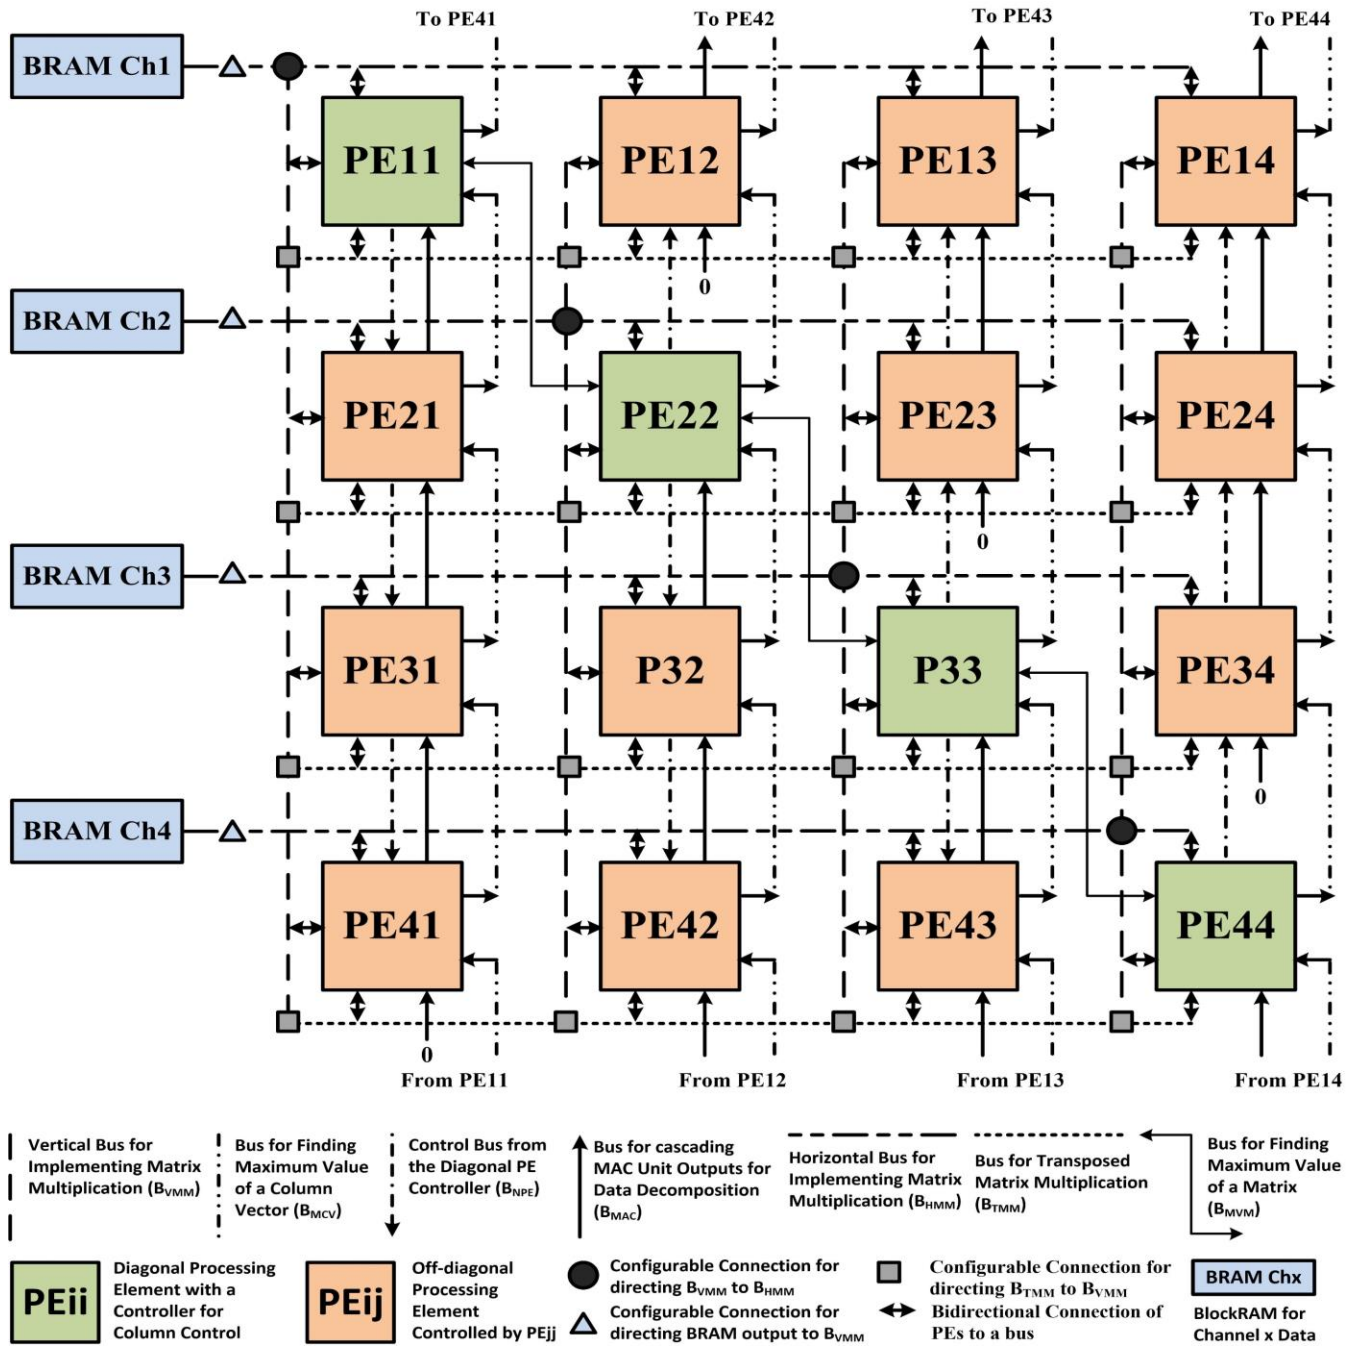 To PE41
To PE42
To PE43
To PE44
BRAM Ch1
PE11
PE12
PE13
PE14
0
BRAM Ch2
PE21
PE22
PE23
PE24
0
BRAM Ch3
PE31
P32
P33
PE34
0
BRAM Ch4
PE41
PE42
PE43
PE44
0
From PE11
From PE12
From PE13
From PE14
Vertical Bus for
Implementing Matrix
Multiplication (BVMM)
Bus for Finding
Maximum Value
of a Column
Vector (BMCV)
Control Bus from
the Diagonal PE
Controller (BNPE)
Bus for cascading
MAC Unit Outputs for
Data Decomposition
(BMAC)
Horizontal Bus for
Implementing Matrix
Multiplication (BHMM)
Bus for Transposed
Matrix Multiplication
(BTMM)
Bus for Finding
Maximum Value
of a Matrix
(BMVM)
PEii
Diagonal Processing
Element with a
Controller for
Column Control
PEij
Off-diagonal
Processing
Element
Controlled by PEjj
Configurable Connection for
directing BVMM to BHMM
Configurable Connection for
directing BRAM output to BVMM
Configurable Connection for
directing BTMM to BVMM
Bidirectional Connection of
PEs to a bus
BRAM Chx
BlockRAM for
Channel x Data